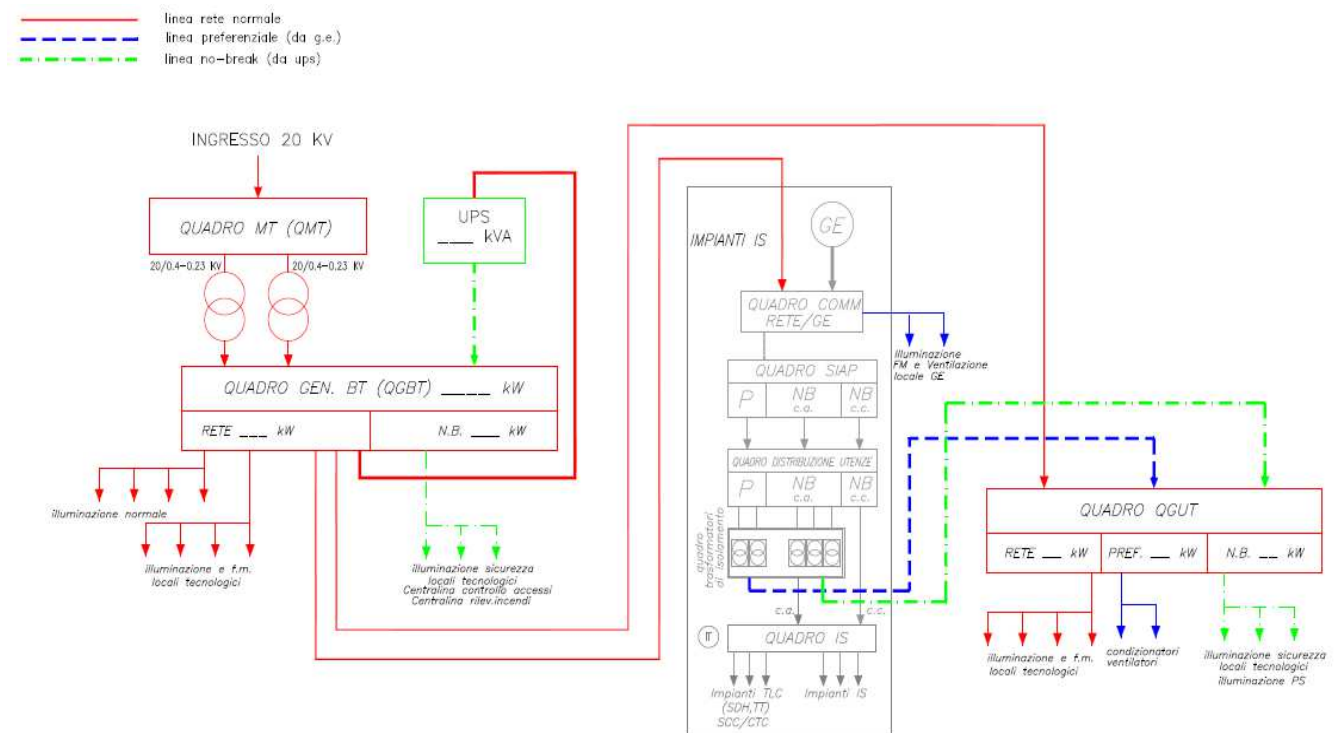 linea rete normale
linea preferenziale (da g.e.)
linea no-break (da ups)
INGRESSO 20 KV
QUADRO MT (QMT)
20/0.4-0.23 KV
20/0.4-0.23 KV
UPS
___ kVA
QUADRO GEN. BT (QGBT) ____ kW
RETE ___ kW
N.B. ___ kW
illuminazione normale
illuminazione e f.m.
locali tecnologici
illuminazione sicurezza
locali tecnologici
Centralina controllo accessi
Centralina rilev.incendi
IMPIANTI IS
GE
QUADRO COMM
RETE/GE
Illuminazione
FM e Ventilazione
locale GE
QUADRO SIAP
P
NB
c.a.
NB
c.c.
QUADRO DISTRIBUZIONE UTENZE
P
NB
c.a.
NB
c.c.
quadro
trasformatori
di isolamento
c.a.
c.c.
QUADRO IS
Impianti TLC
(SDH,TT)
SCC/CTC
Impianti IS
QUADRO QGUT
RETE __ kW
PREF. __ kW
N.B. __ kW
illuminazione e f.m.
locali tecnologici
condizionatori
ventilatori
illuminazione sicurezza
locali tecnologici
illuminazione PS